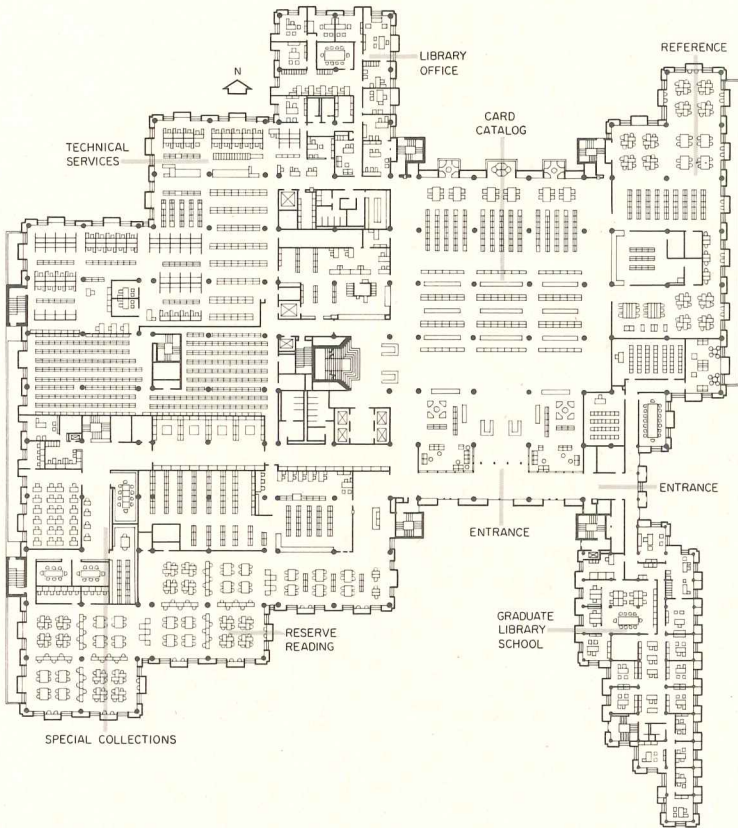 LIBRARY
OFFICE
REFERENCE
N
CARD
CATALOG
TECHNICAL
SERVICES
ENTRANCE
ENTRANCE
GRADUATE
LIBRARY
SCHOOL
RESERVE
READING
SPECIAL COLLECTIONS